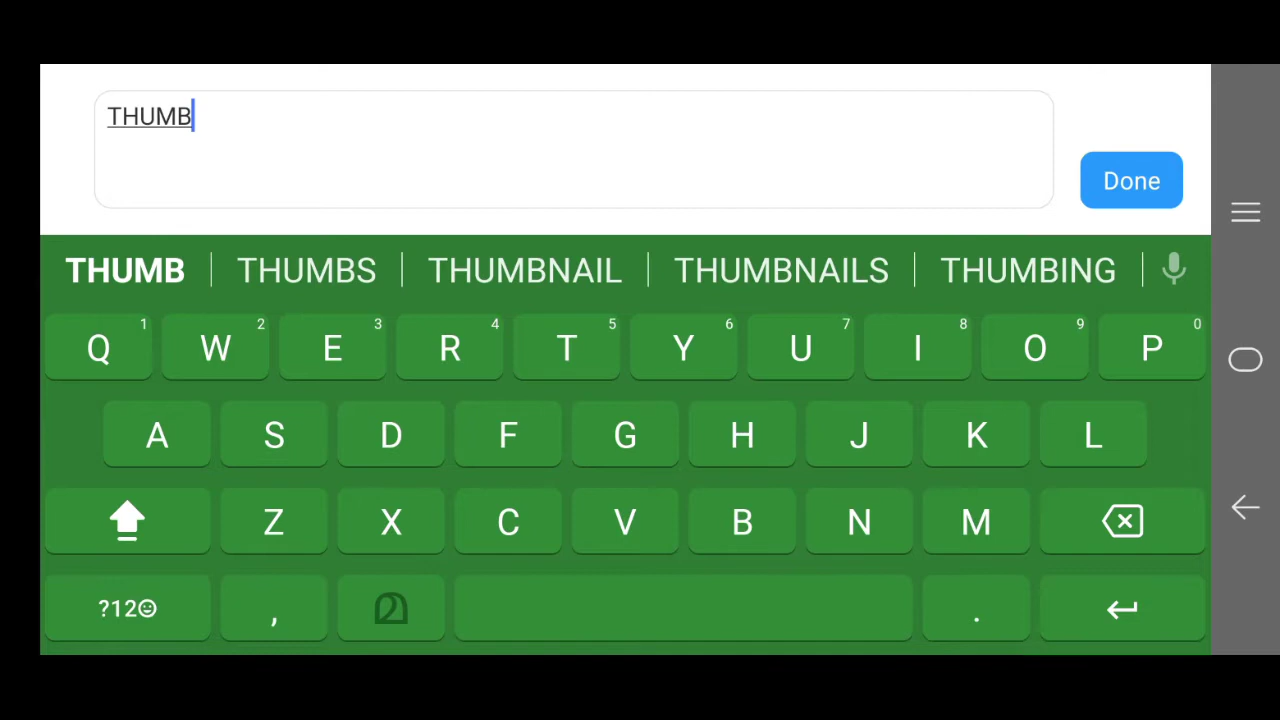 THUMB
Done
THUMB THUMBS THUMBNAIL THUMBNAILS THUMBING
Q 1 W 2 E 3 R 4 T 5 Y 6 U 7 I 8 O 9 P 0
A S D F G H J K L
Z X C V B N M
?12☺ , മ .